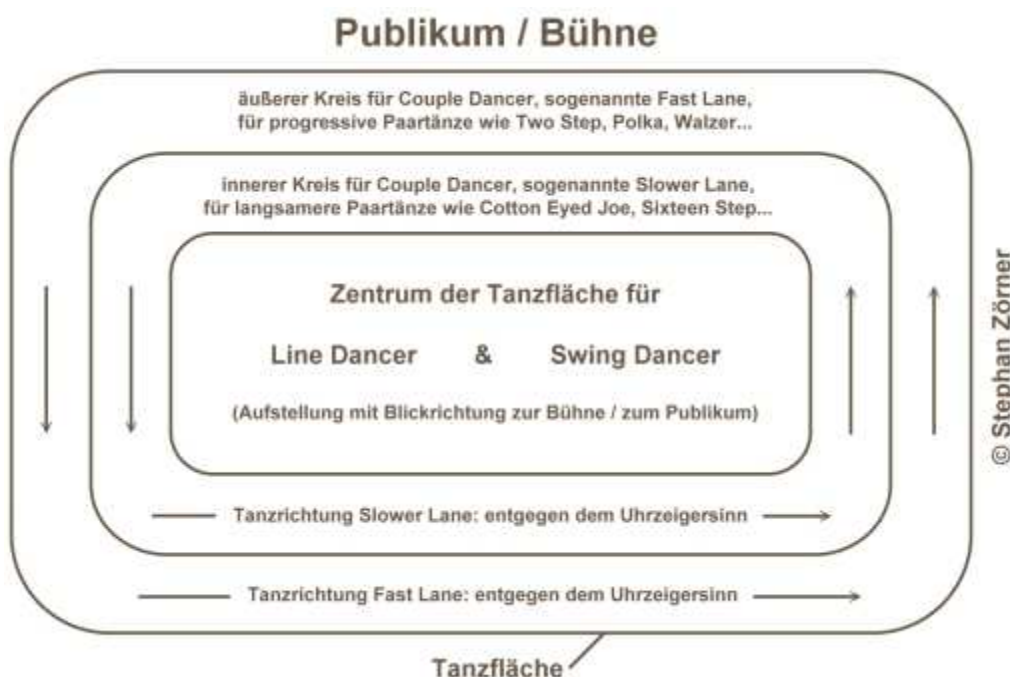 Publikum / Bühne
äußerer Kreis für Couple Dancer, sogenannte Fast Lane,
für progressive Paartänze wie Two Step, Polka, Walzer...
innerer Kreis für Couple Dancer, sogenannte Slower Lane,
für langsamere Paartänze wie Cotton Eyed Joe, Sixteen Step...
Zentrum der Tanzfläche für
Line Dancer & Swing Dancer
(Aufstellung mit Blickrichtung zur Bühne / zum Publikum)
Tanzrichtung Slower Lane: entgegen dem Uhrzeigersinn
Tanzrichtung Fast Lane: entgegen dem Uhrzeigersinn
Tanzfläche
© Stephan Zörner